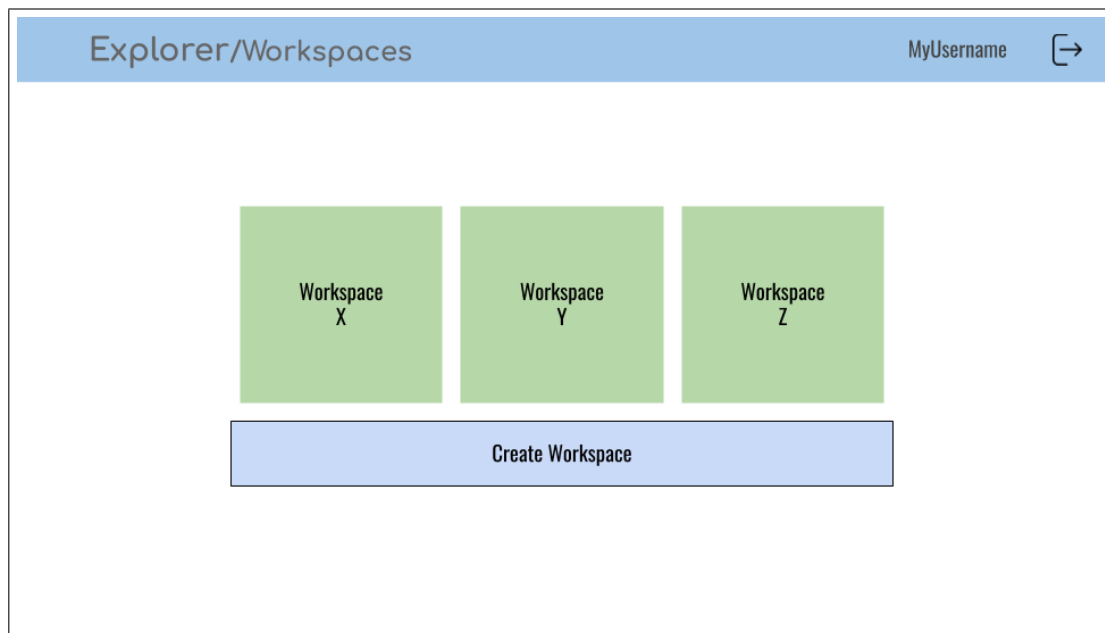 Explorer/Workspaces
MyUsername
Workspace
X
Workspace
Y
Workspace
Z
Create Workspace